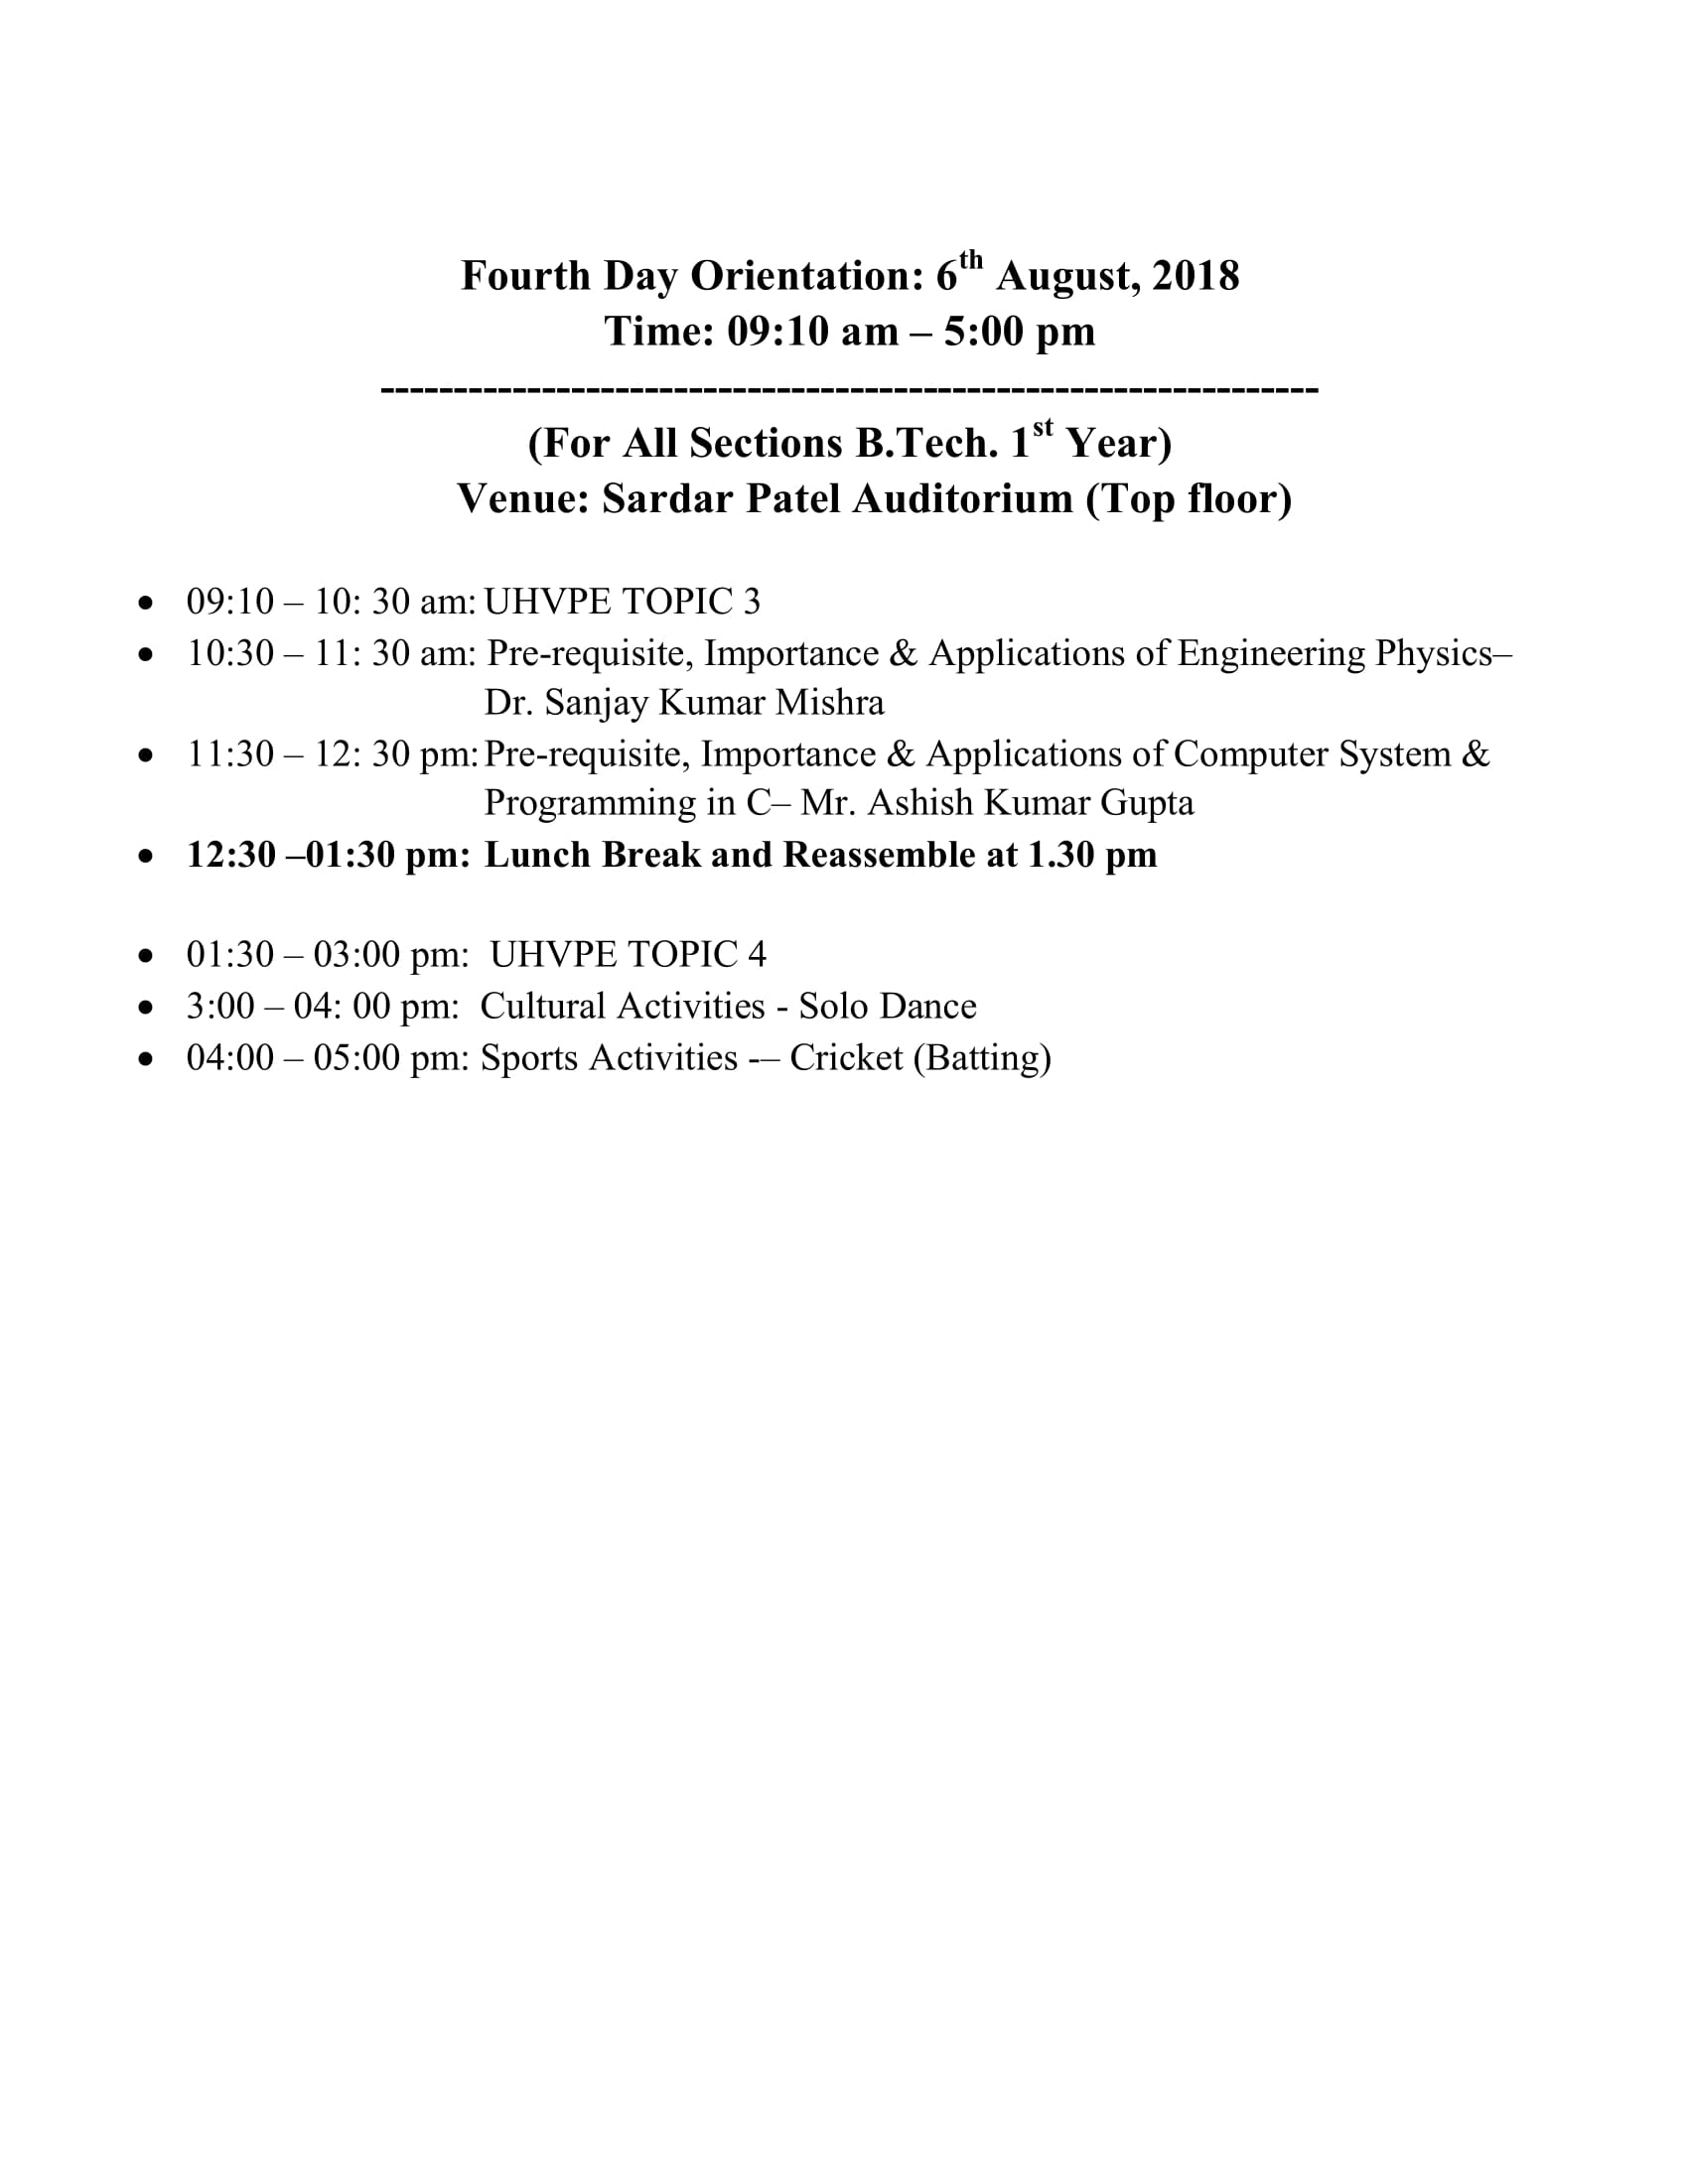 Fourth Day Orientation: 6th August, 2018
Time: 09:10 am – 5:00 pm
----------------------------------------------------------------
(For All Sections B.Tech. 1st Year)
Venue: Sardar Patel Auditorium (Top floor)
• 09:10 – 10: 30 am: UHVPE TOPIC 3
• 10:30 – 11: 30 am: Pre-requisite, Importance & Applications of Engineering Physics–
Dr. Sanjay Kumar Mishra
• 11:30 – 12: 30 pm: Pre-requisite, Importance & Applications of Computer System &
Programming in C– Mr. Ashish Kumar Gupta
• 12:30 –01:30 pm: Lunch Break and Reassemble at 1.30 pm
• 01:30 – 03:00 pm: UHVPE TOPIC 4
• 3:00 – 04: 00 pm: Cultural Activities - Solo Dance
• 04:00 – 05:00 pm: Sports Activities -– Cricket (Batting)